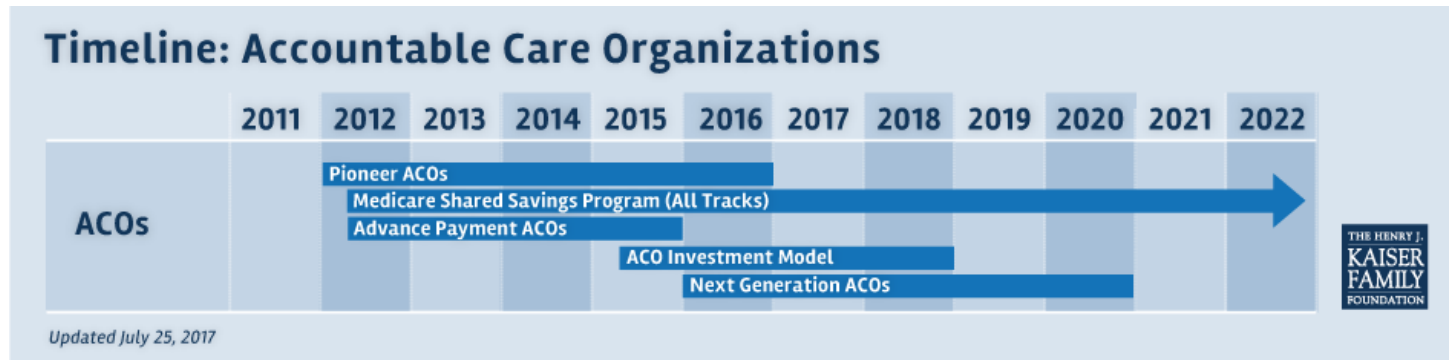 Timeline: Accountable Care Organizations
2011 2012 2013 2014 2015 2016 2017 2018 2019 2020 2021 2022
ACOs
Pioneer ACOs
Medicare Shared Savings Program (All Tracks)
Advance Payment ACOs
ACO Investment Model
Next Generation ACOs
THE HENRY J.
KAISER
FAMILY
FOUNDATION
Updated July 25, 2017